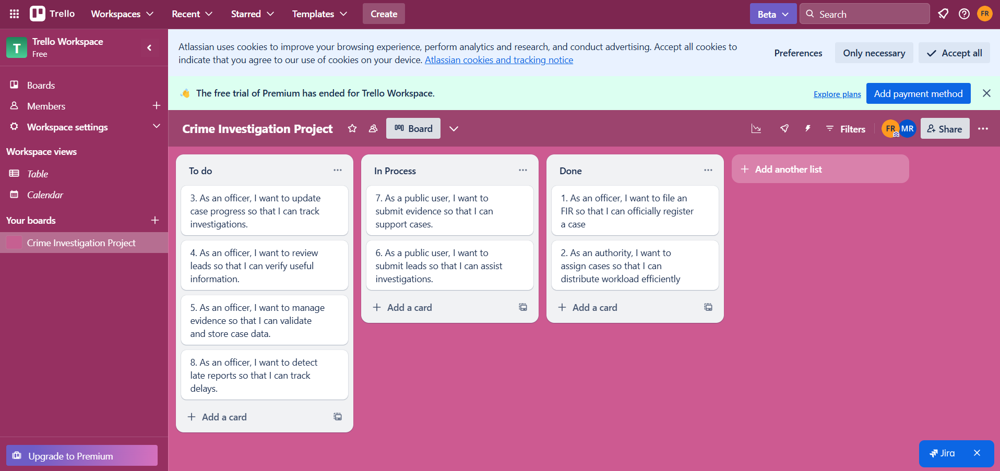 Trello
Workspaces
Recent
Starred
Templates
Create
Beta
Search
FR
T
Trello Workspace
Free
Boards
Members
Workspace settings
Workspace views
Table
Calendar
Your boards
Crime Investigation Project
Upgrade to Premium
Atlassian uses cookies to improve your browsing experience, perform analytics and research, and conduct advertising. Accept all cookies to
indicate that you agree to our use of cookies on your device. Atlassian cookies and tracking notice
Preferences
Only necessary
Accept all
The free trial of Premium has ended for Trello Workspace.
Explore plans
Add payment method
Crime Investigation Project
Board
Filters
FR
MR
Share
To do
3. As an officer, I want to update
case progress so that I can track
investigations.
4. As an officer, I want to review
leads so that I can verify useful
information.
5. As an officer, I want to manage
evidence so that I can validate
and store case data.
8. As an officer, I want to detect
late reports so that I can track
delays.
Add a card
In Process
7. As a public user, I want to
submit evidence so that I can
support cases.
6. As a public user, I want to
submit leads so that I can assist
investigations.
Add a card
Done
1. As an officer, I want to file an
FIR so that I can officially register
a case
2. As an authority, I want to
assign cases so that I can
distribute workload efficiently
Add a card
Add another list
Jira